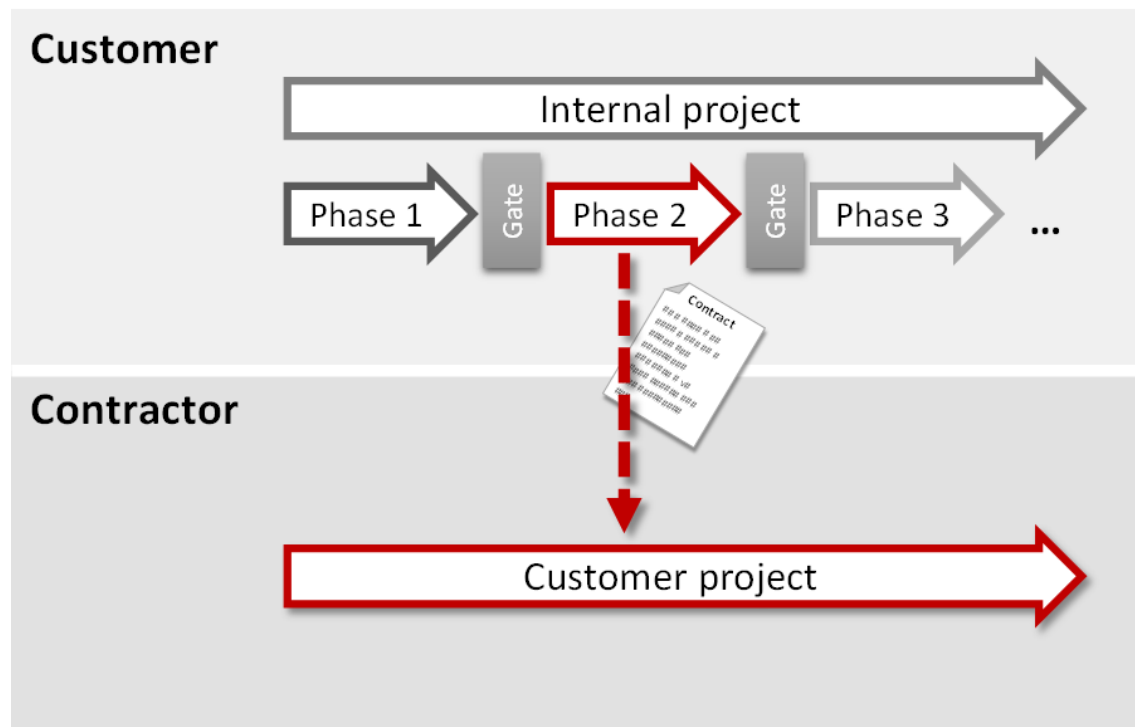 Customer
Internal project
Phase 1
Gate
Phase 2
Gate
Phase 3
...
Contract
Contractor
Customer project